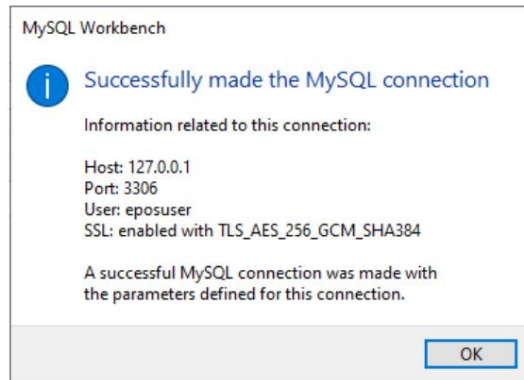 MySQL Workbench
Successfully made the MySQL connection
Information related to this connection:
Host: 127.0.0.1
Port: 3306
User: eposuser
SSL: enabled with TLS_AES_256_GCM_SHA384
A successful MySQL connection was made with
the parameters defined for this connection.
OK